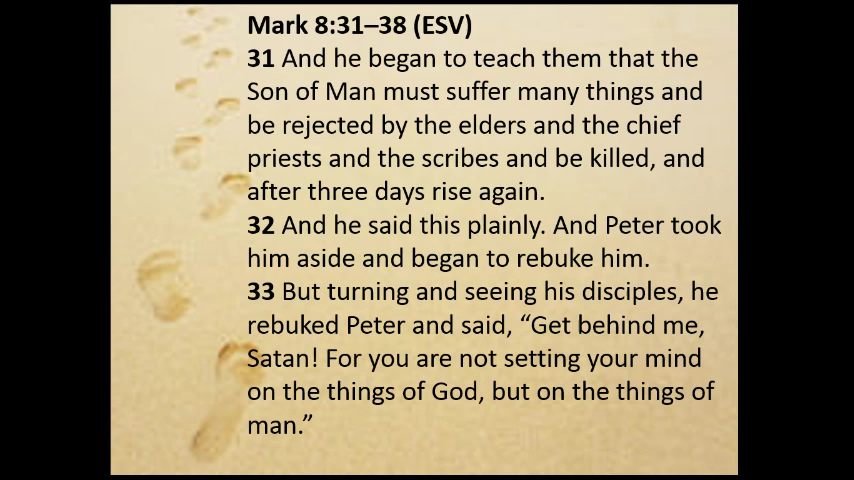 Mark 8:31–38 (ESV)
31 And he began to teach them that the
Son of Man must suffer many things and
be rejected by the elders and the chief
priests and the scribes and be killed, and
after three days rise again.
32 And he said this plainly. And Peter took
him aside and began to rebuke him.
33 But turning and seeing his disciples, he
rebuked Peter and said, “Get behind me,
Satan! For you are not setting your mind
on the things of God, but on the things of
man.”